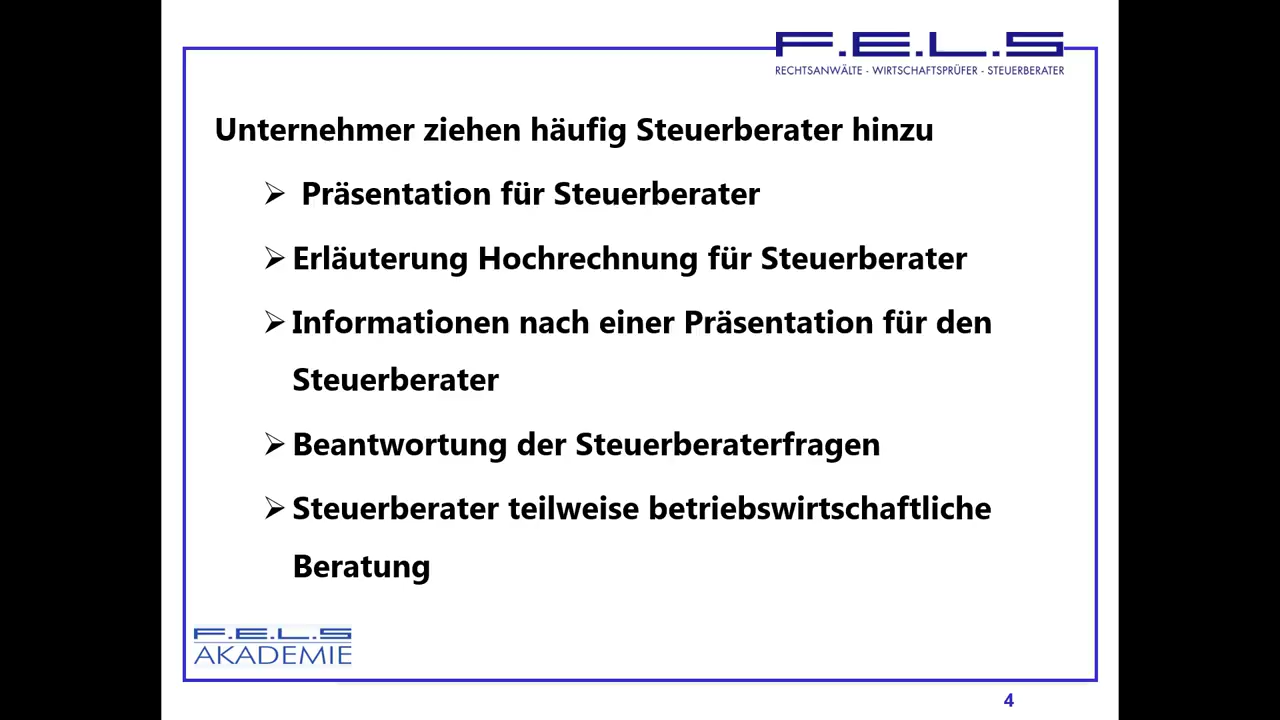 F.E.L.S
RECHTSANWÄLTE - WIRTSCHAFTSPRÜFER - STEUERBERATER
Unternehmer ziehen häufig Steuerberater hinzu
➢ Präsentation für Steuerberater
➢ Erläuterung Hochrechnung für Steuerberater
➢ Informationen nach einer Präsentation für den
Steuerberater
➢ Beantwortung der Steuerberaterfragen
➢ Steuerberater teilweise betriebswirtschaftliche
Beratung
F.E.L.S
AKADEMIE
4